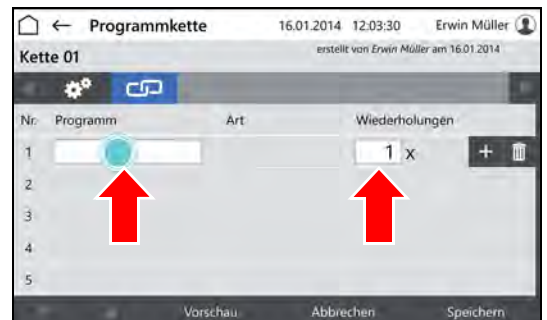 Programmkette 16.01.2014 12:03:30 Erwin Müller
Kette 01 erstellt von Erwin Müller am 16.01.2014
Nr. Programm Art Wiederholungen
1 1 x +
2
3
4
5
Vorschau Abbrechen Speichern